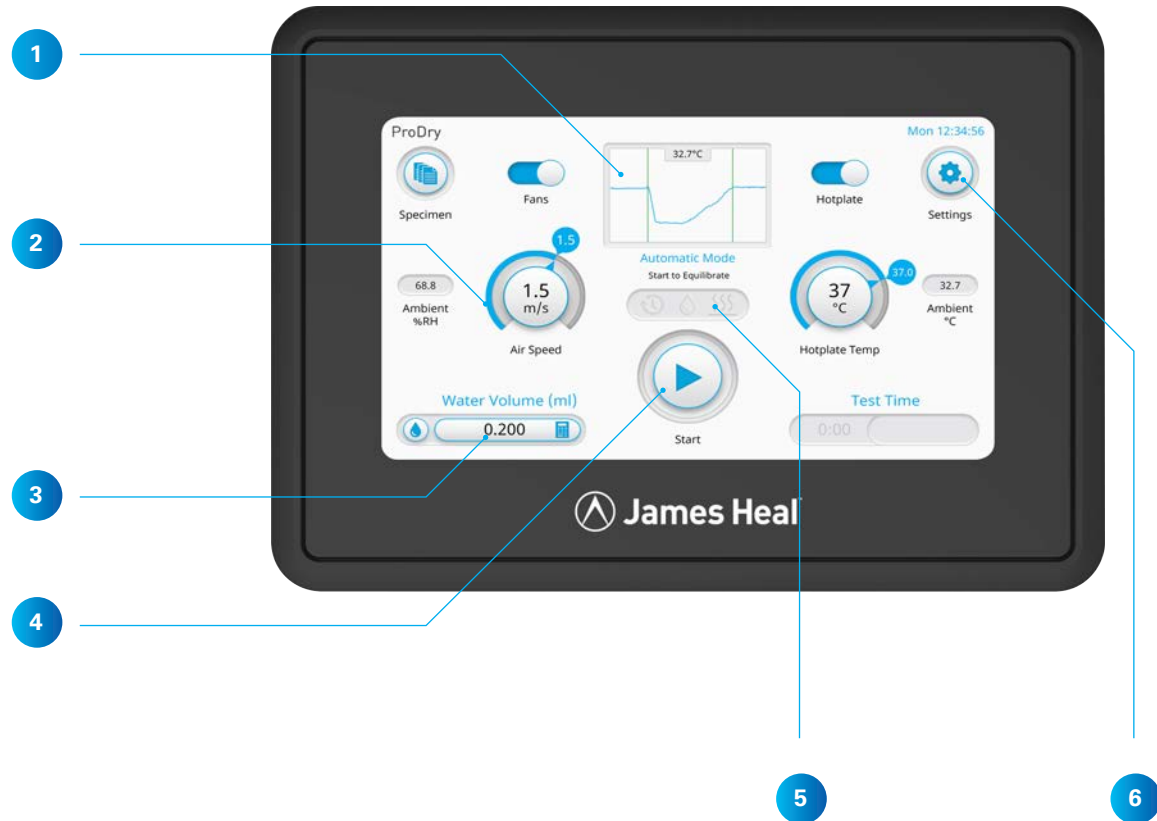 1
2
3
4
5
6
ProDry
Mon 12:34:56
32.7°C
Specimen
Fans
Hotplate
Settings
1.5
Automatic Mode
Start to Equilibrate
68.8
Ambient
%RH
1.5
m/s
Air Speed
37.0
37
°C
Hotplate Temp
32.7
Ambient
°C
Water Volume (ml)
0.200
Start
Test Time
0:00
James Heal